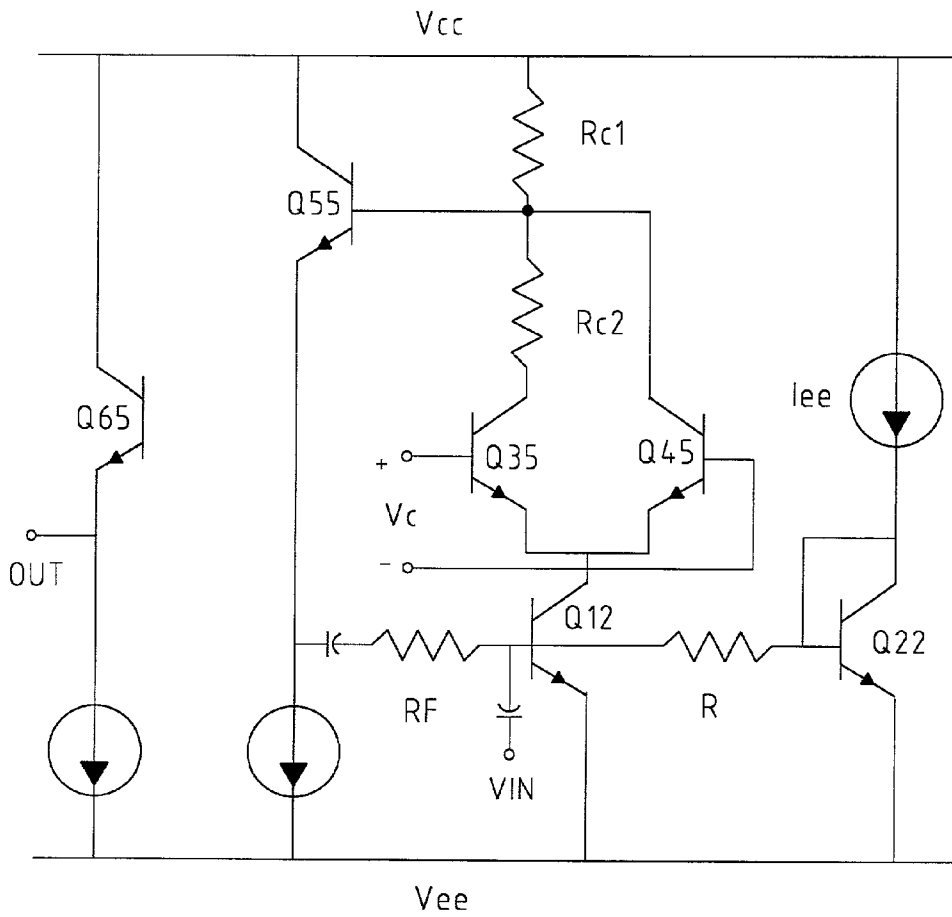 Vcc
Rc1
Q55
Rc2
Iee
Q65
+
Q35
Q45
Vc
-
OUT
Q12
Q22
RF
R
VIN
Vee